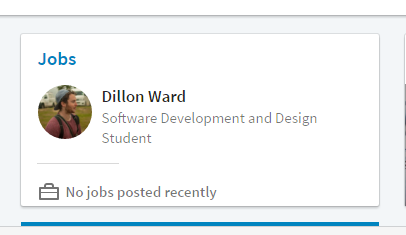 Jobs
Dillon Ward
Software Development and Design
Student
No jobs posted recently